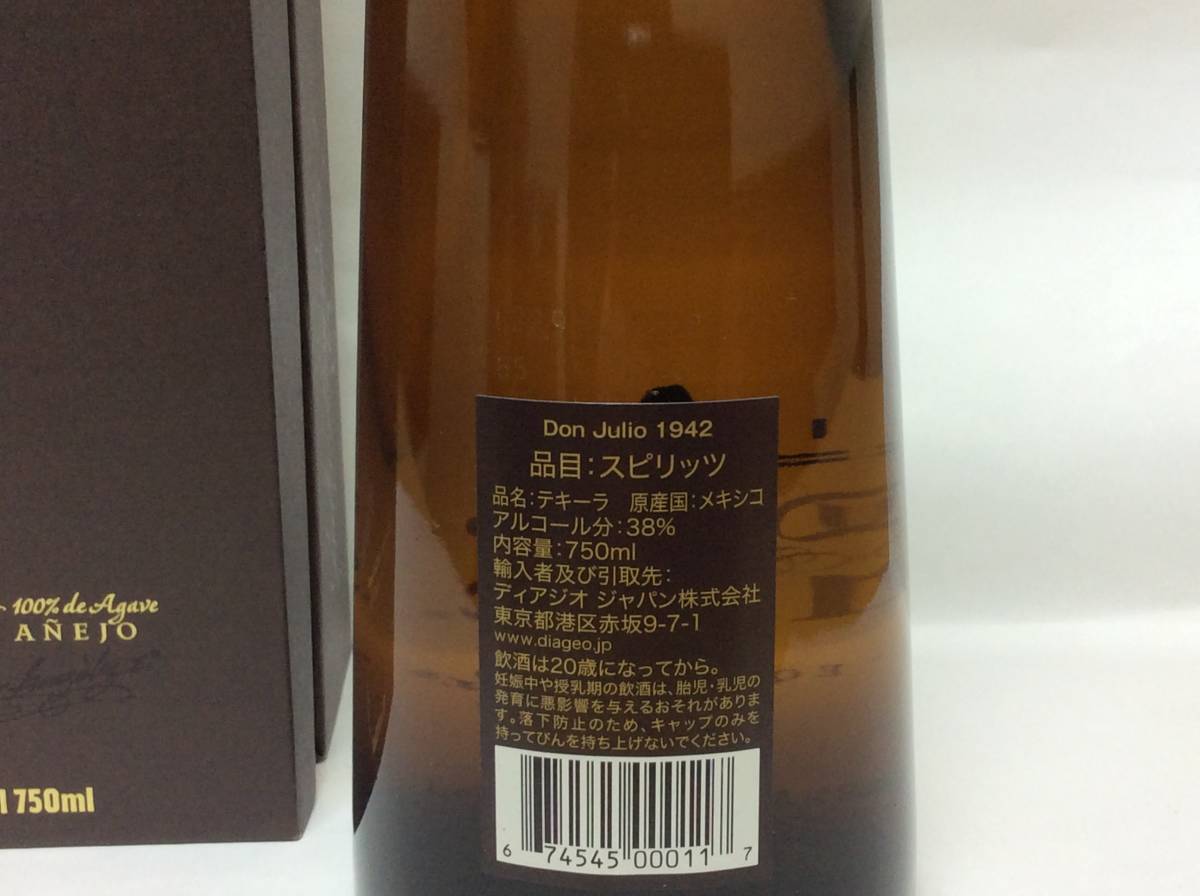 100% de Agave
AÑEJO
750ml
Don Julio 1942
品目：スピリッツ
品名：テキーラ　原産国：メキシコ
アルコール分：38%
内容量：750ml
輸入者及び引取先：
ディアジオ ジャパン株式会社
東京都港区赤坂9-7-1
www.diageo.jp
飲酒は20歳になってから。
妊娠中や授乳期の飲酒は、胎児・乳児の
発育に悪影響を与えるおそれがありま
す。落下防止のため、キャップのみを
持ってびんを持ち上げないでください。
6 74545 00011 7